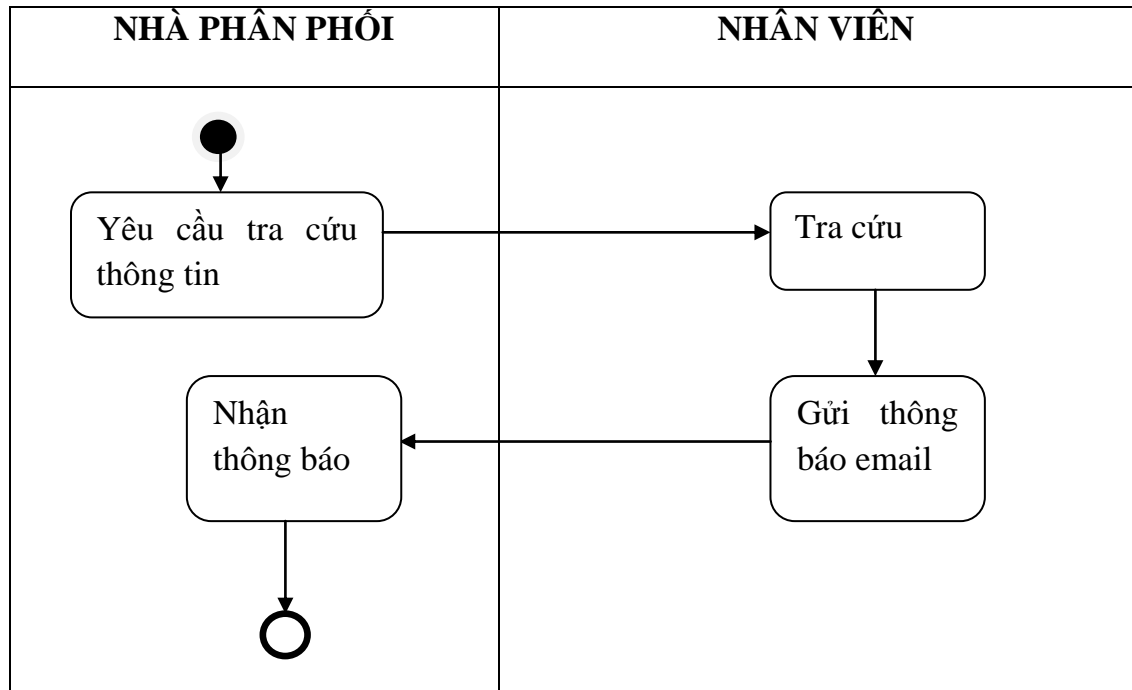 NHÀ PHÂN PHỐI
NHÂN VIÊN
Yêu cầu tra cứu
thông tin
Tra cứu
Nhận
thông báo
Gửi thông
báo email